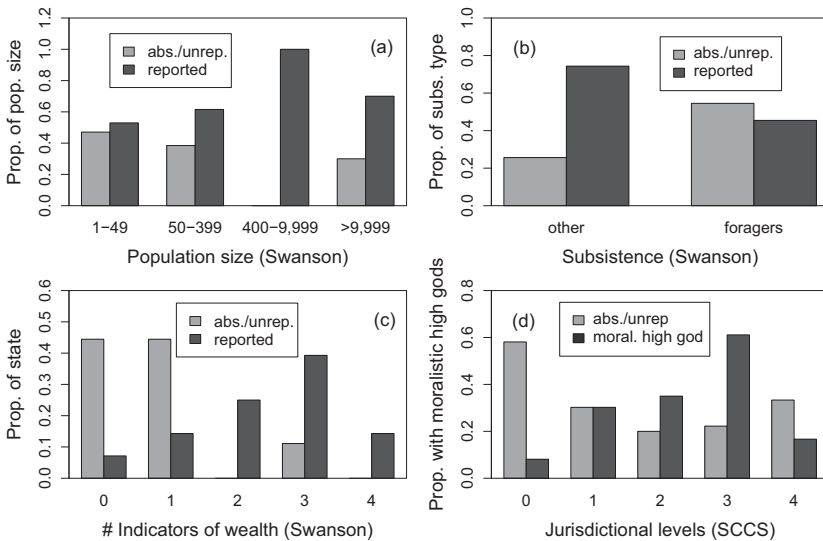 Prop. of pop. size
0.0 0.2 0.4 0.6 0.8 1.0 1.2
abs./unrep.
reported
(a)
1−49 50−399 400−9,999 >9,999
Population size (Swanson)
Prop. of subs. type
0.0 0.2 0.4 0.6 0.8 1.0
(b)
abs./unrep.
reported
other foragers
Subsistence (Swanson)
Prop. of state
0.0 0.1 0.2 0.3 0.4 0.5 0.6
abs./unrep.
reported
(c)
0 1 2 3 4
# Indicators of wealth (Swanson)
Prop. with moralistic high gods
0.0 0.2 0.4 0.6 0.8
abs./unrep
moral. high god
(d)
0 1 2 3 4
Jurisdictional levels (SCCS)